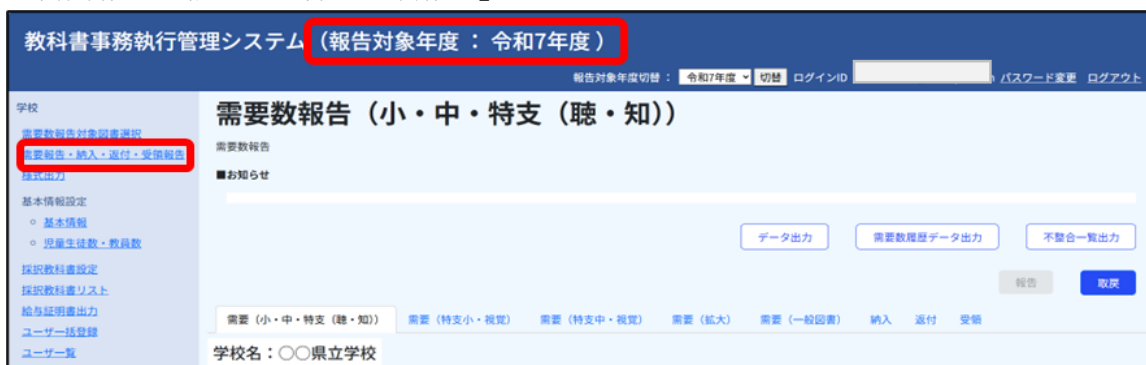 教科書事務執行管理システム（報告対象年度 ： 令和7年度 ）
報告対象年度切替： 令和7年度 切替 ログインID パスワード変更 ログアウト
学校
需要数報告対象図書選択
需要報告・納入・返付・受領報告
様式出力
基本情報設定
基本情報
児童生徒数・教員数
採択教科書設定
採択教科書リスト
給与証明書出力
ユーザー括登録
ユーザ一覧
需要数報告（小・中・特支（聴・知））
需要数報告
■お知らせ
データ出力 需要数履歴データ出力 不整合一覧出力
報告 取戻
需要（小・中・特支（聴・知）） 需要（特支小・視覚） 需要（特支中・視覚） 需要（拡大） 需要（一般図書） 納入 返付 受領
学校名：〇〇県立学校